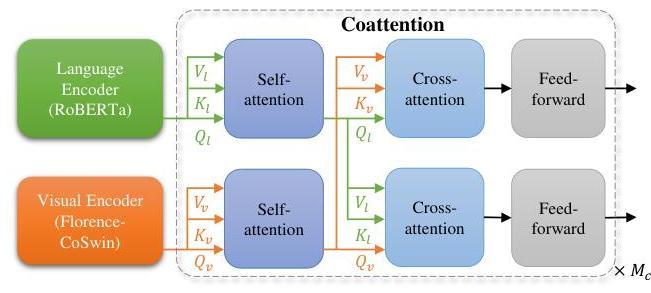 Coattention
Language
Encoder
(RoBERTa)
V_l
K_l
Q_l
Self-
attention
V_v
K_v
Q_l
Cross-
attention
Feed-
forward
Visual Encoder
(Florence-
CoSwin)
V_v
K_v
Q_v
Self-
attention
V_l
K_l
Q_v
Cross-
attention
Feed-
forward
× M_c